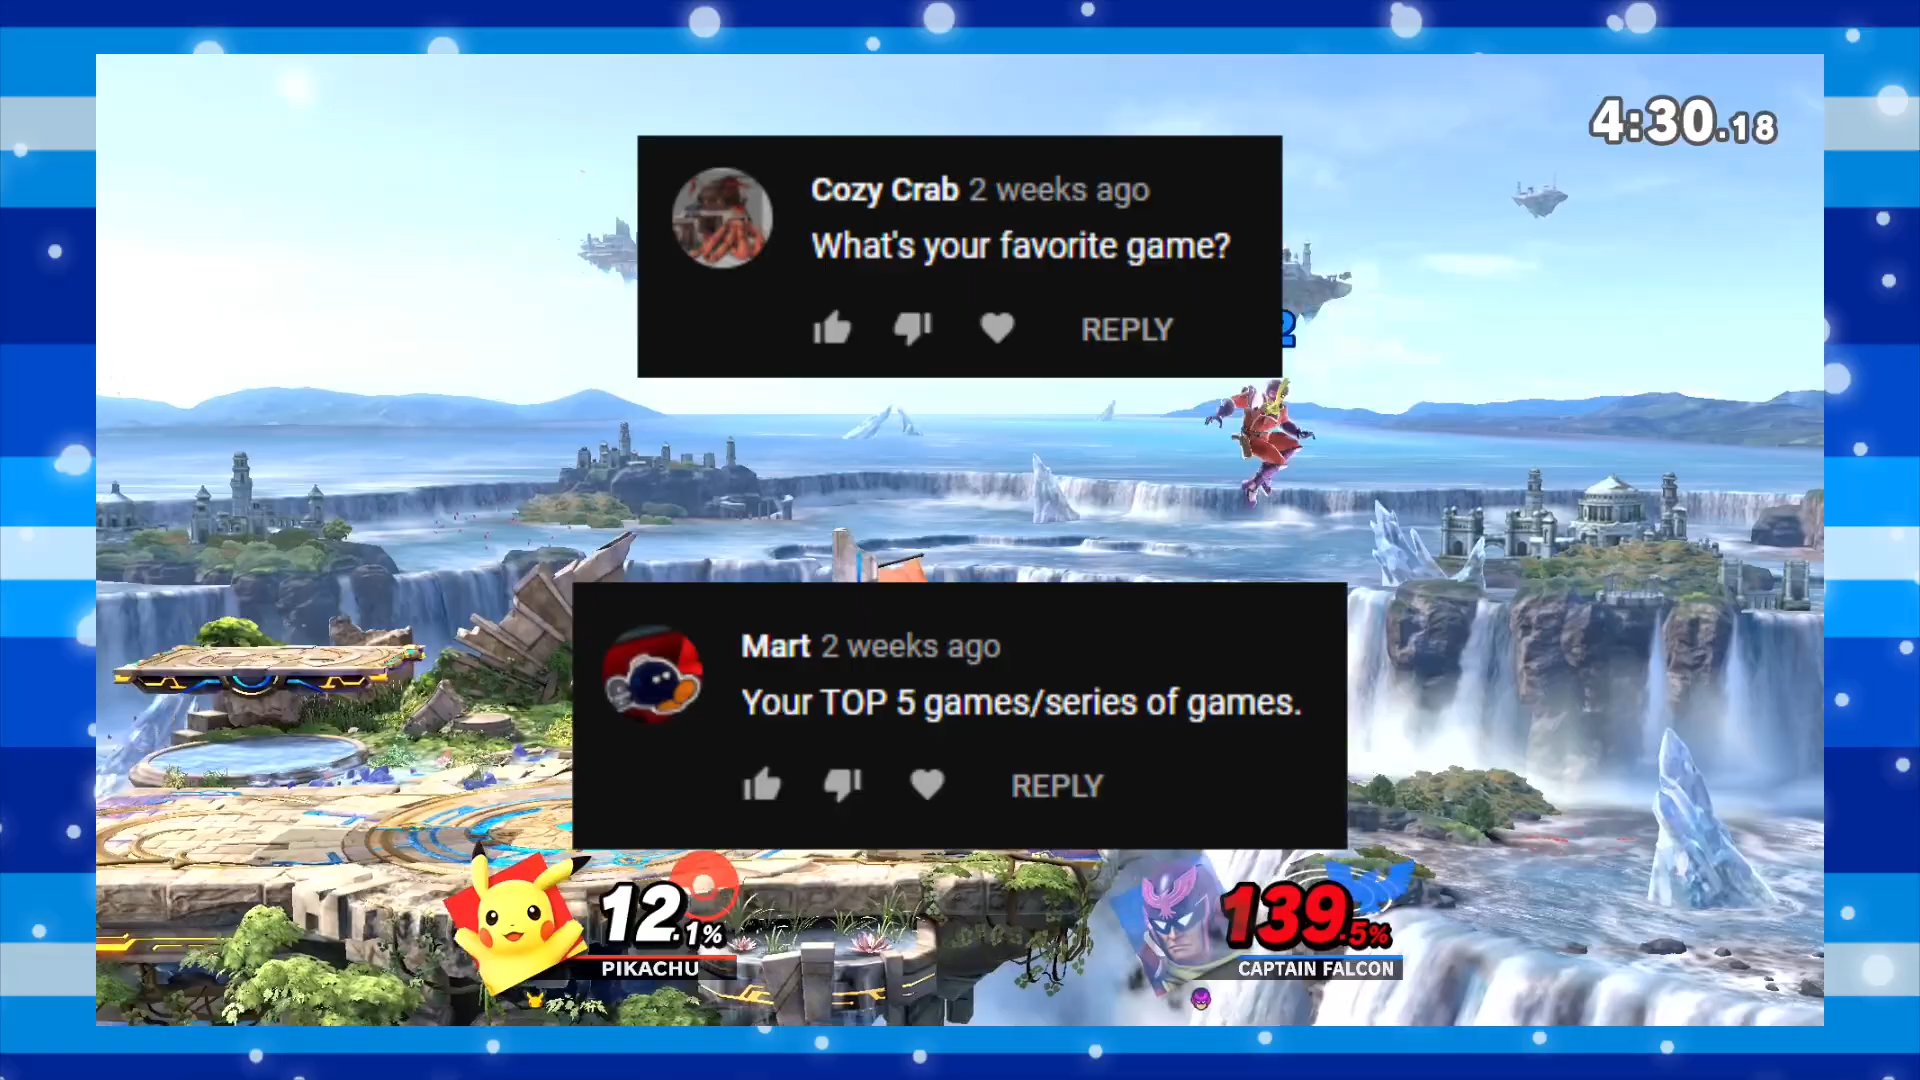 4:30.18
Cozy Crab 2 weeks ago
What's your favorite game?
REPLY
2
Mart 2 weeks ago
Your TOP 5 games/series of games.
REPLY
12.1%
PIKACHU
139.5%
CAPTAIN FALCON